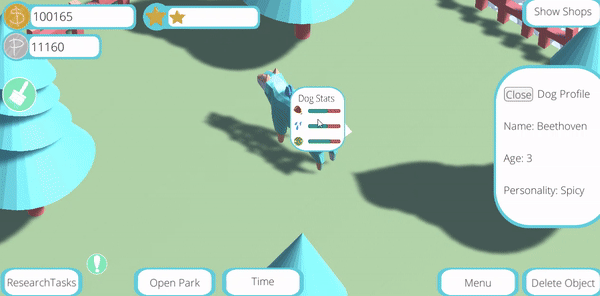 100165
Show Shops
11160
Dog Stats
Close Dog Profile
Name: Beethoven
Age: 3
Personality: Spicy
ResearchTasks
!
Open Park
Time
Menu
Delete Object